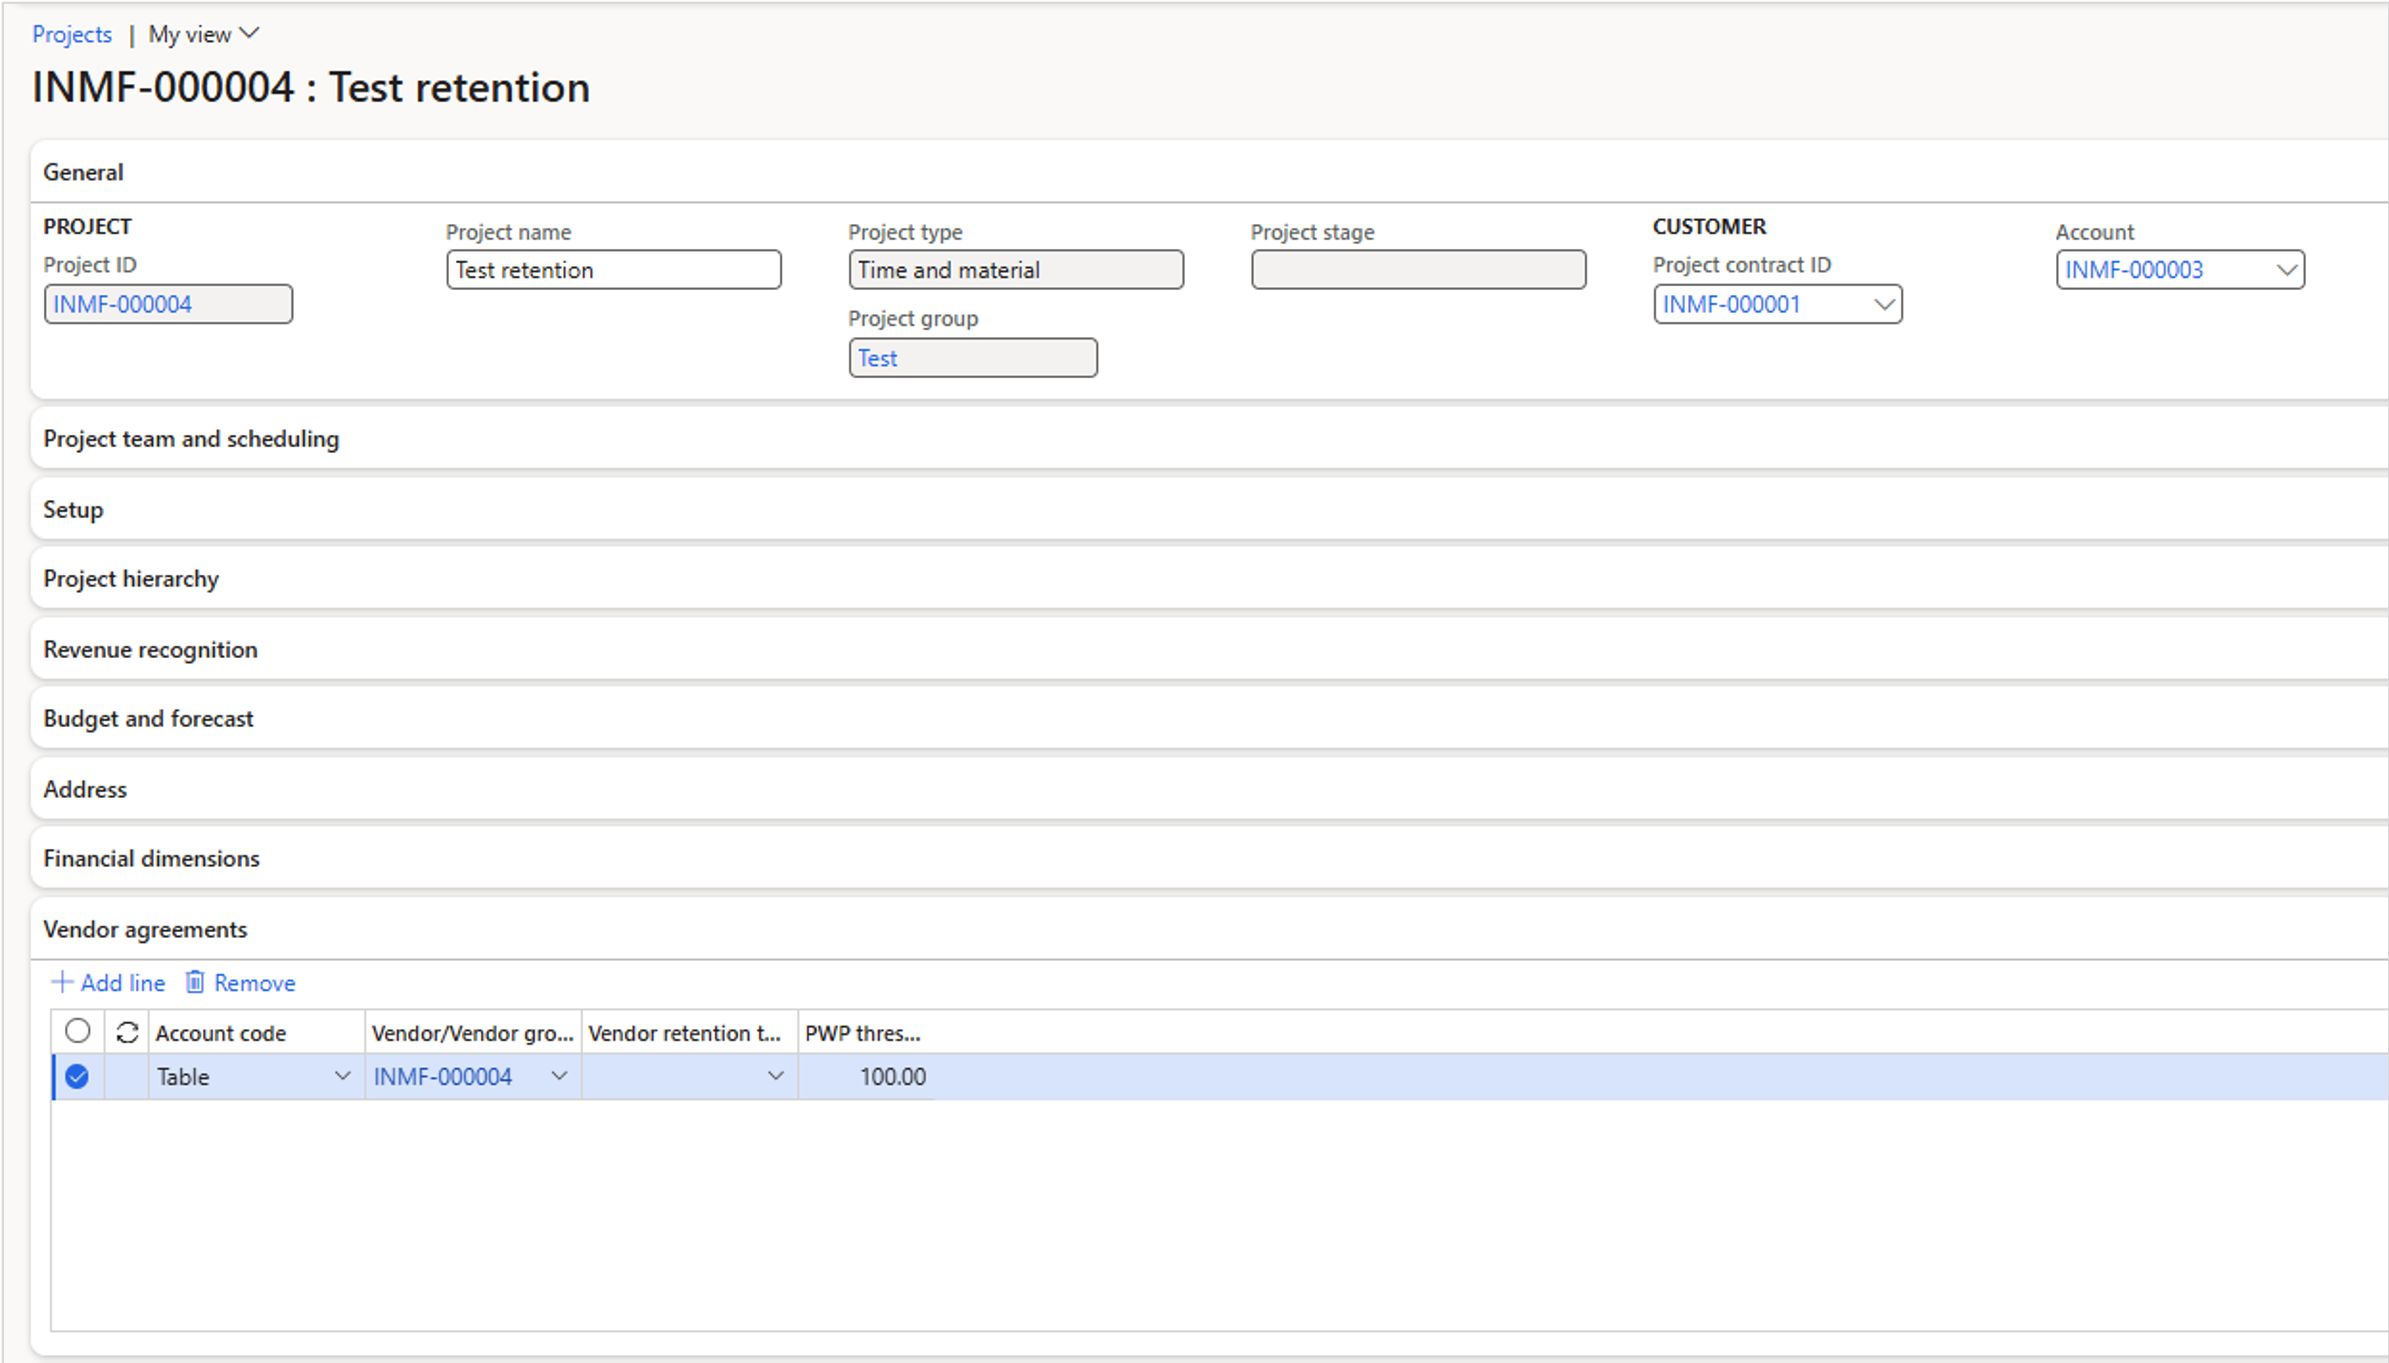 Projects | My view
INMF-000004 : Test retention
General
PROJECT
Project ID
INMF-000004
Project name
Test retention
Project type
Time and material
Project group
Test
Project stage
CUSTOMER
Project contract ID
INMF-000001
Account
INMF-000003
Project team and scheduling
Setup
Project hierarchy
Revenue recognition
Budget and forecast
Address
Financial dimensions
Vendor agreements
Add line Remove
Account code Vendor/Vendor gro... Vendor retention t... PWP thres...
Table INMF-000004 100.00